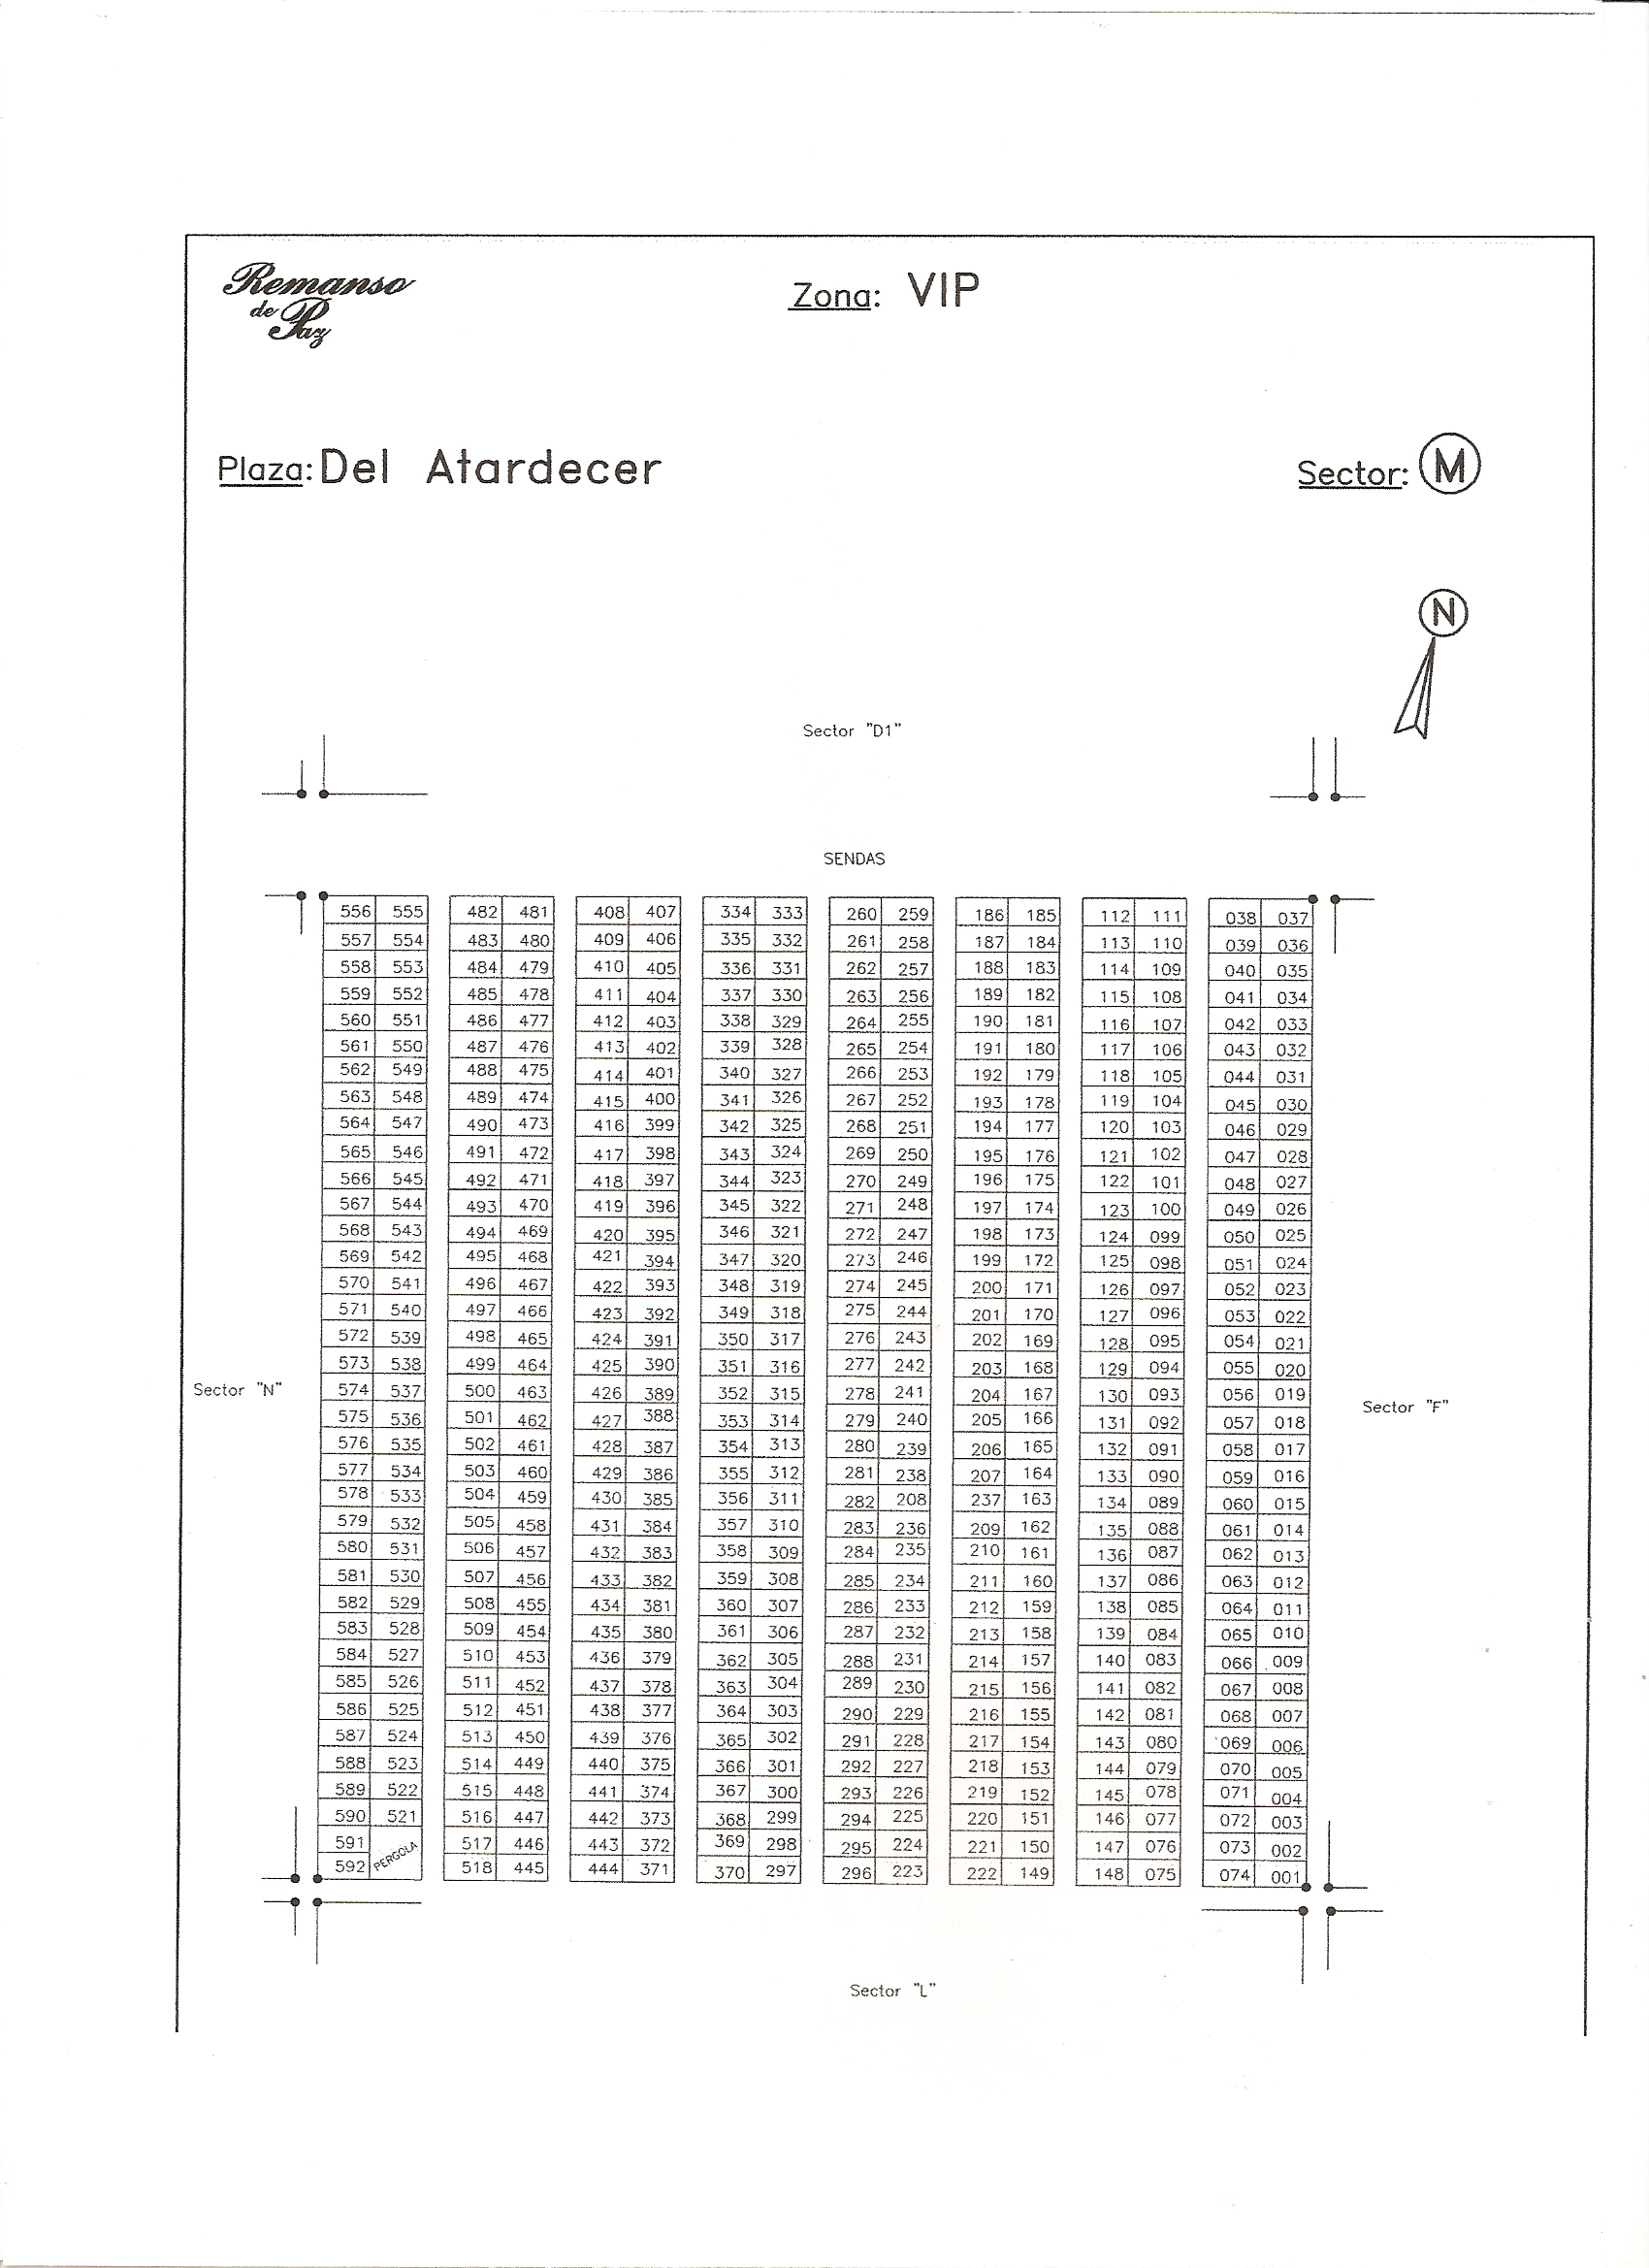 Remanso
de Paz
Zona: VIP
Plaza: Del Atardecer
Sector: M
N
Sector "D1"
SENDAS
556 555 482 481 408 407 334 333 260 259 186 185 112 111 038 037
557 554 483 480 409 406 335 332 261 258 187 184 113 110 039 036
558 553 484 479 410 405 336 331 262 257 188 183 114 109 040 035
559 552 485 478 411 404 337 330 263 256 189 182 115 108 041 034
560 551 486 477 412 403 338 329 264 255 190 181 116 107 042 033
561 550 487 476 413 402 339 328 265 254 191 180 117 106 043 032
562 549 488 475 414 401 340 327 266 253 192 179 118 105 044 031
563 548 489 474 415 400 341 326 267 252 193 178 119 104 045 030
564 547 490 473 416 399 342 325 268 251 194 177 120 103 046 029
565 546 491 472 417 398 343 324 269 250 195 176 121 102 047 028
566 545 492 471 418 397 344 323 270 249 196 175 122 101 048 027
567 544 493 470 419 396 345 322 271 248 197 174 123 100 049 026
568 543 494 469 420 395 346 321 272 247 198 173 124 099 050 025
569 542 495 468 421 394 347 320 273 246 199 172 125 098 051 024
570 541 496 467 422 393 348 319 274 245 200 171 126 097 052 023
571 540 497 466 423 392 349 318 275 244 201 170 127 096 053 022
572 539 498 465 424 391 350 317 276 243 202 169 128 095 054 021
573 538 499 464 425 390 351 316 277 242 203 168 129 094 055 020
Sector "N" 574 537 500 463 426 389 352 315 278 241 204 167 130 093 056 019
575 536 501 462 427 388 353 314 279 240 205 166 131 092 057 018 Sector "F"
576 535 502 461 428 387 354 313 280 239 206 165 132 091 058 017
577 534 503 460 429 386 355 312 281 238 207 164 133 090 059 016
578 533 504 459 430 385 356 311 282 208 237 163 134 089 060 015
579 532 505 458 431 384 357 310 283 236 209 162 135 088 061 014
580 531 506 457 432 383 358 309 284 235 210 161 136 087 062 013
581 530 507 456 433 382 359 308 285 234 211 160 137 086 063 012
582 529 508 455 434 381 360 307 286 233 212 159 138 085 064 011
583 528 509 454 435 380 361 306 287 232 213 158 139 084 065 010
584 527 510 453 436 379 362 305 288 231 214 157 140 083 066 009
585 526 511 452 437 378 363 304 289 230 215 156 141 082 067 008
586 525 512 451 438 377 364 303 290 229 216 155 142 081 068 007
587 524 513 450 439 376 365 302 291 228 217 154 143 080 069 006
588 523 514 449 440 375 366 301 292 227 218 153 144 079 070 005
589 522 515 448 441 374 367 300 293 226 219 152 145 078 071 004
590 521 516 447 442 373 368 299 294 225 220 151 146 077 072 003
591 PERGOLA 517 446 443 372 369 298 295 224 221 150 147 076 073 002
592 518 445 444 371 370 297 296 223 222 149 148 075 074 001
Sector "L"